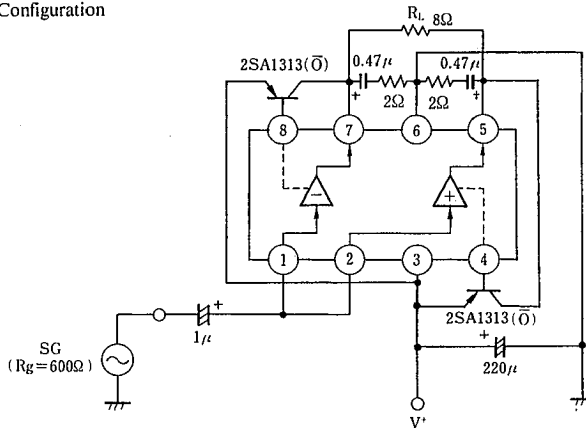 Configuration
RL 8Ω
2SA1313(Ō)
0.47μ
0.47μ
+
+
2Ω
2Ω
8
7
6
5
−
+
1
2
3
4
2SA1313(Ō)
+
1μ
SG
(Rg=600Ω)
+
220μ
V+